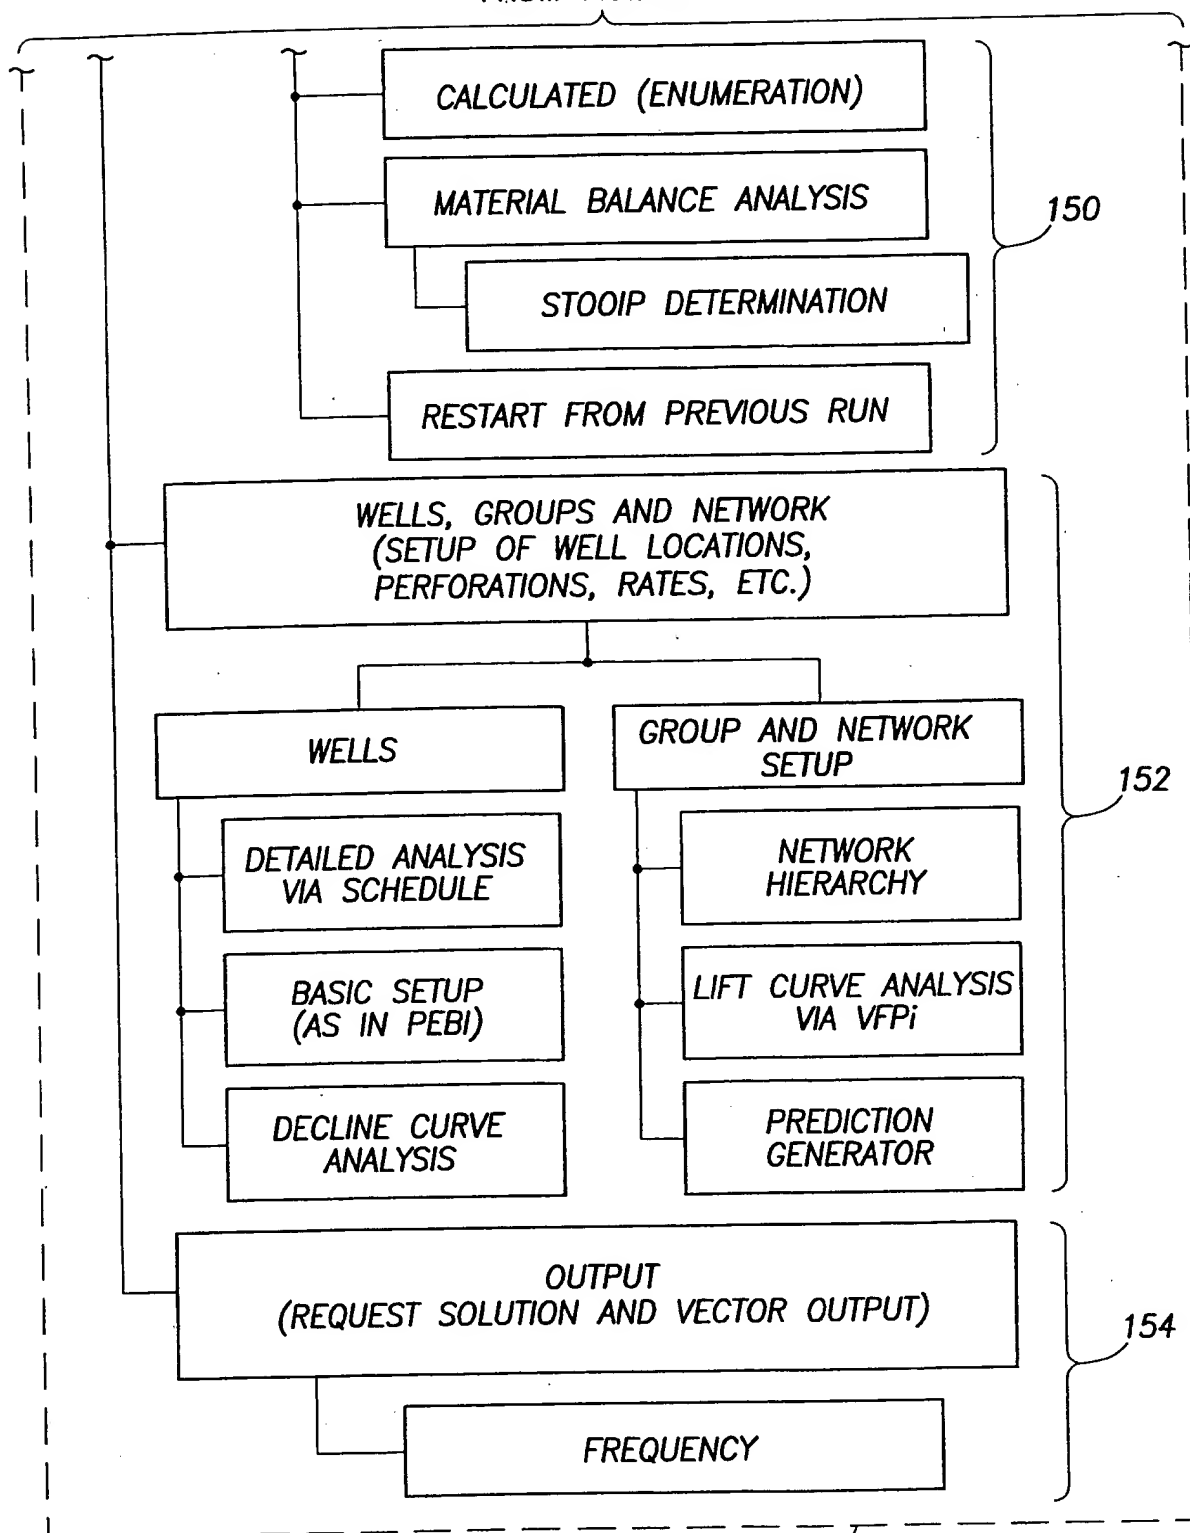 CALCULATED (ENUMERATION)
MATERIAL BALANCE ANALYSIS
150
STOOIP DETERMINATION
RESTART FROM PREVIOUS RUN
WELLS, GROUPS AND NETWORK
(SETUP OF WELL LOCATIONS,
PERFORATIONS, RATES, ETC.)
WELLS
GROUP AND NETWORK
SETUP
152
DETAILED ANALYSIS
VIA SCHEDULE
NETWORK
HIERARCHY
BASIC SETUP
(AS IN PEBI)
LIFT CURVE ANALYSIS
VIA VFPi
DECLINE CURVE
ANALYSIS
PREDICTION
GENERATOR
OUTPUT
(REQUEST SOLUTION AND VECTOR OUTPUT)
154
FREQUENCY